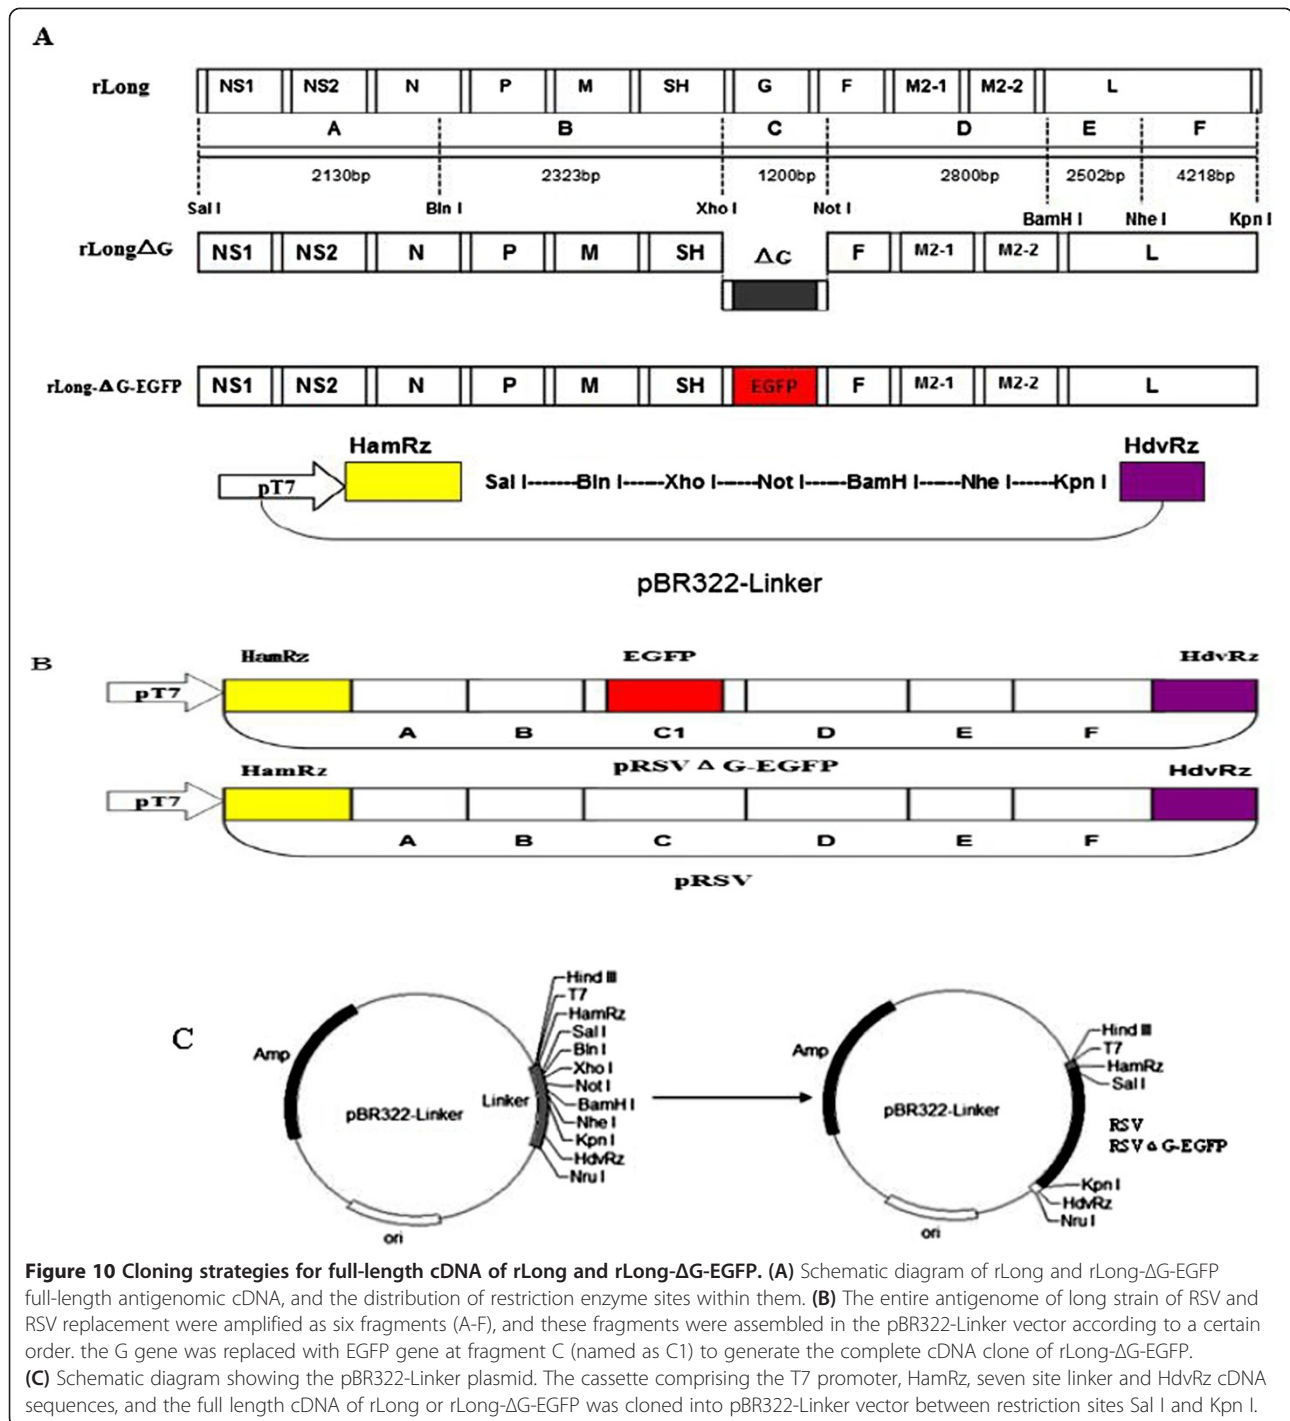 A
rLong NS1 NS2 N P M SH G F M2-1 M2-2 L
A B C D E F
2130bp 2323bp 1200bp 2800bp 2502bp 4218bp
Sal I Bln I Xho I Not I
BamH I Nhe I Kpn I
rLong△G NS1 NS2 N P M SH △G F M2-1 M2-2 L
rLong-△G-EGFP NS1 NS2 N P M SH EGFP F M2-1 M2-2 L
HamRz HdvRz
pT7 Sal I-------Bln I------Xho I------Not I------BamH I------Nhe I------Kpn I
pBR322-Linker
B
HamRz EGFP HdvRz
pT7
A B C1 D E F
pRSV △ G-EGFP
HamRz HdvRz
pT7
A B C D E F
pRSV
C
Amp
pBR322-Linker
ori
Linker
Hind III
T7
HamRz
Sal I
Bln I
Xho I
Not I
BamH I
Nhe I
Kpn I
HdvRz
Nru I
Amp
pBR322-Linker
ori
Hind III
T7
HamRz
Sal I
RSV
RSV△G-EGFP
Kpn I
HdvRz
Nru I
Figure 10 Cloning strategies for full-length cDNA of rLong and rLong-ΔG-EGFP. (A) Schematic diagram of rLong and rLong-ΔG-EGFP
full-length antigenomic cDNA, and the distribution of restriction enzyme sites within them. (B) The entire antigenome of long strain of RSV and
RSV replacement were amplified as six fragments (A-F), and these fragments were assembled in the pBR322-Linker vector according to a certain
order. the G gene was replaced with EGFP gene at fragment C (named as C1) to generate the complete cDNA clone of rLong-ΔG-EGFP.
(C) Schematic diagram showing the pBR322-Linker plasmid. The cassette comprising the T7 promoter, HamRz, seven site linker and HdvRz cDNA
sequences, and the full length cDNA of rLong or rLong-ΔG-EGFP was cloned into pBR322-Linker vector between restriction sites Sal I and Kpn I.